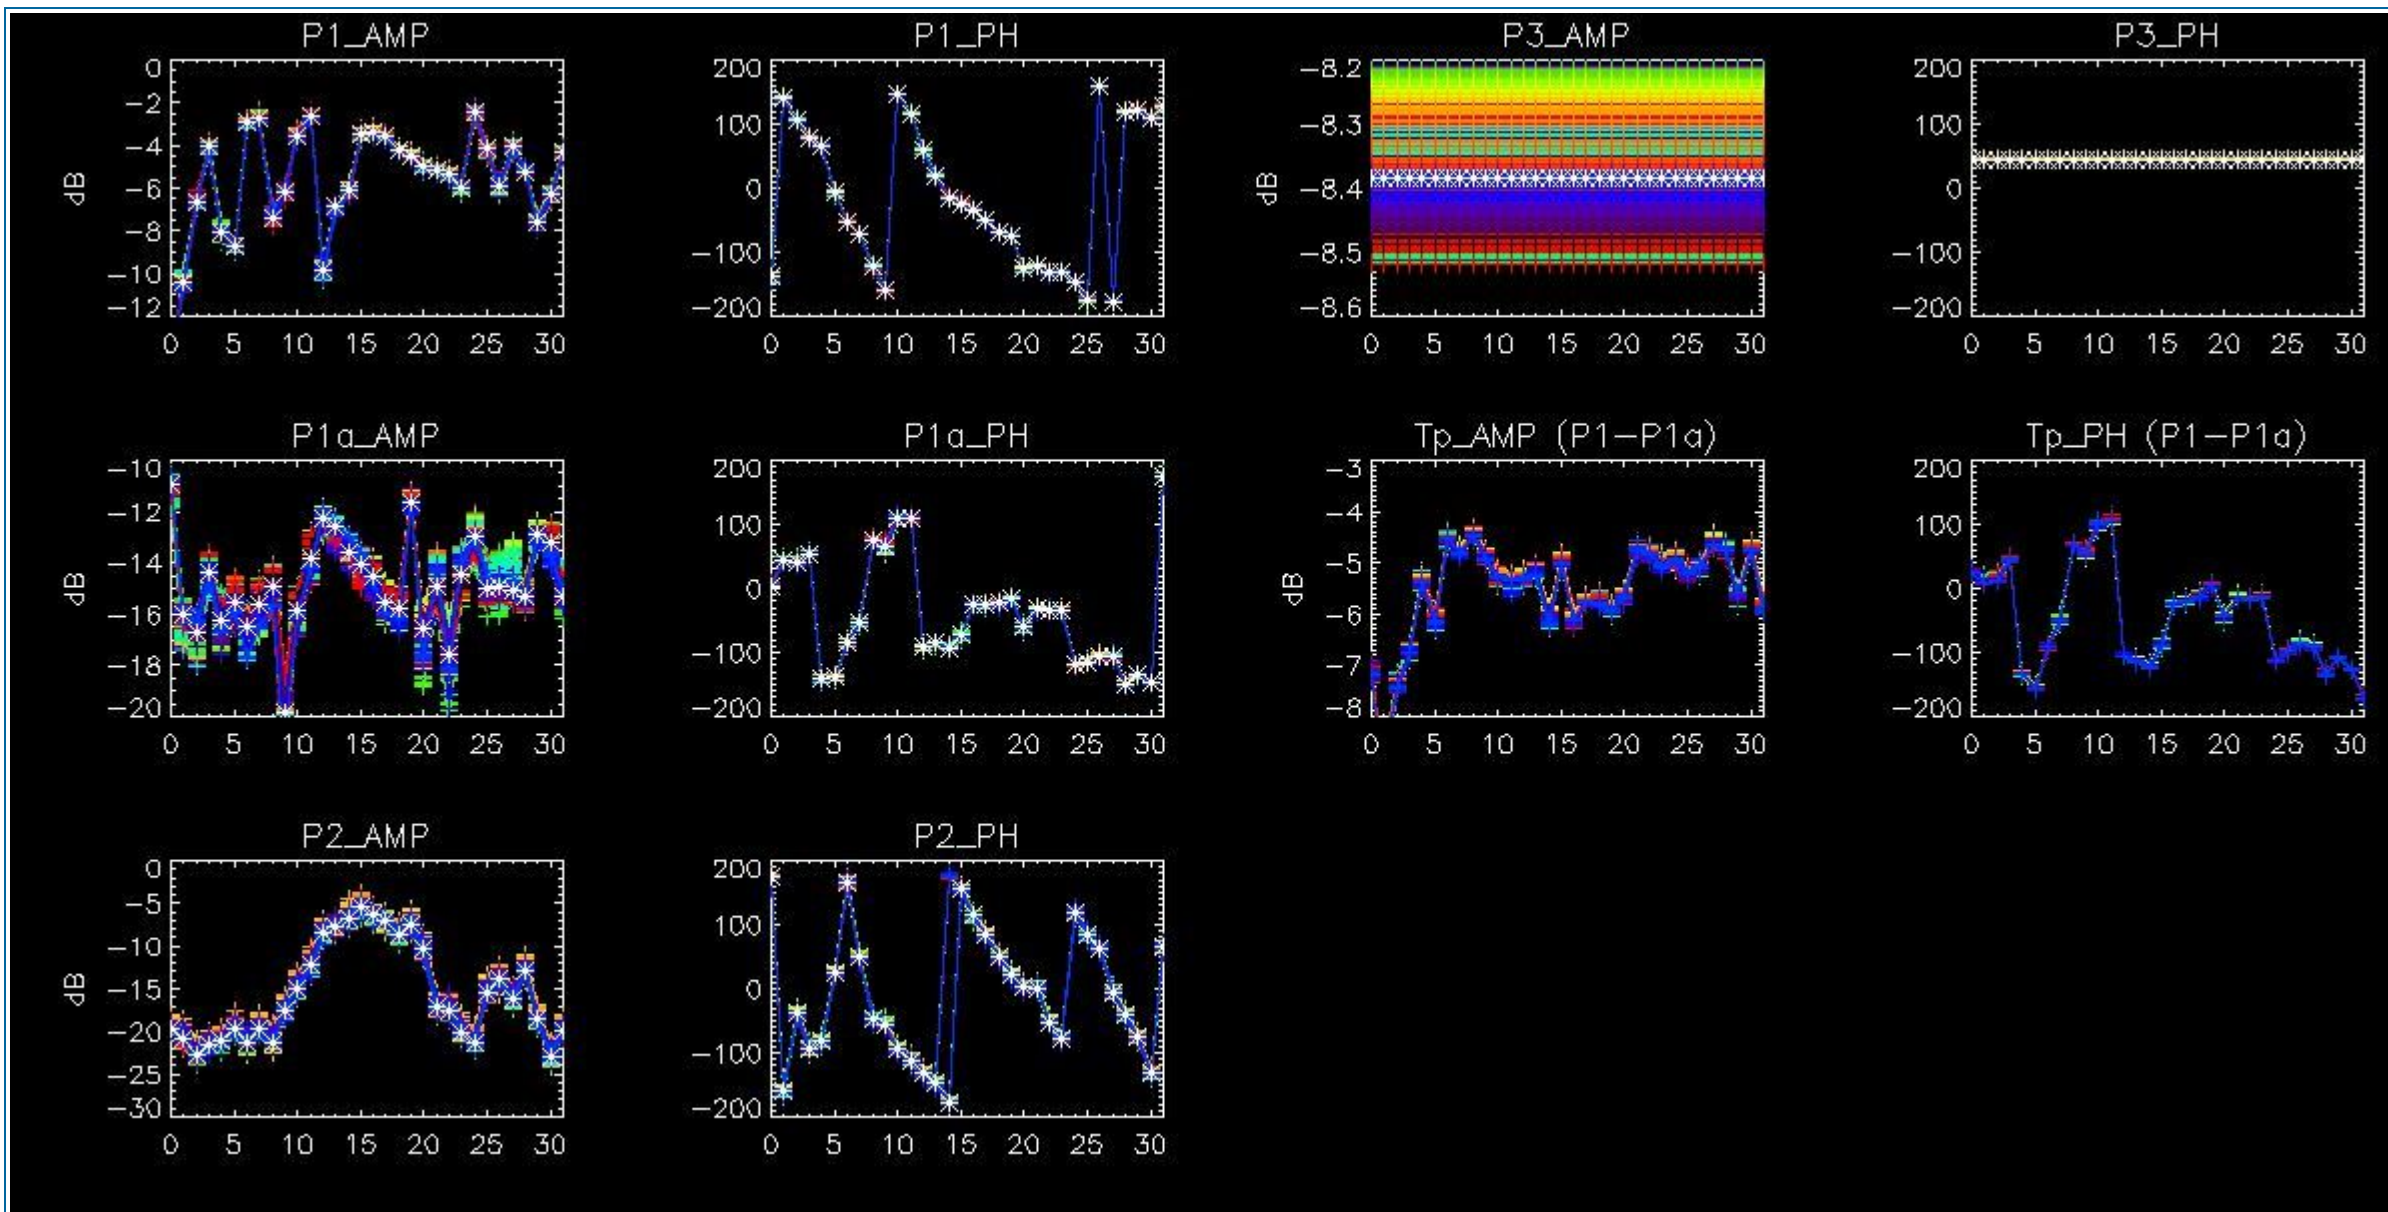 P1_AMP
0
−2
−4
−6
−8
−10
−12
dB
0 5 10 15 20 25 30
P1_PH
200
100
0
−100
−200
0 5 10 15 20 25 30
P3_AMP
−8.2
−8.3
−8.4
−8.5
−8.6
dB
0 5 10 15 20 25 30
P3_PH
200
100
0
−100
−200
0 5 10 15 20 25 30
P1a_AMP
−10
−12
−14
−16
−18
−20
dB
0 5 10 15 20 25 30
P1a_PH
200
100
0
−100
−200
0 5 10 15 20 25 30
Tp_AMP (P1−P1a)
−3
−4
−5
−6
−7
−8
dB
0 5 10 15 20 25 30
Tp_PH (P1−P1a)
200
100
0
−100
−200
0 5 10 15 20 25 30
P2_AMP
0
−5
−10
−15
−20
−25
−30
dB
0 5 10 15 20 25 30
P2_PH
200
100
0
−100
−200
0 5 10 15 20 25 30